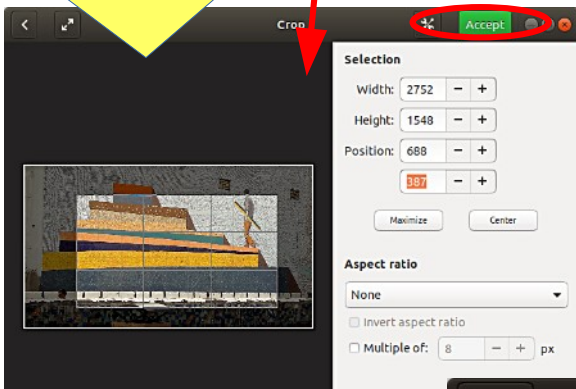 Crop
Accept
Selection
Width: 2752 − +
Height: 1548 − +
Position: 688 − +
387 − +
Maximize Center
Aspect ratio
None
Invert aspect ratio
Multiple of: 8 − + px